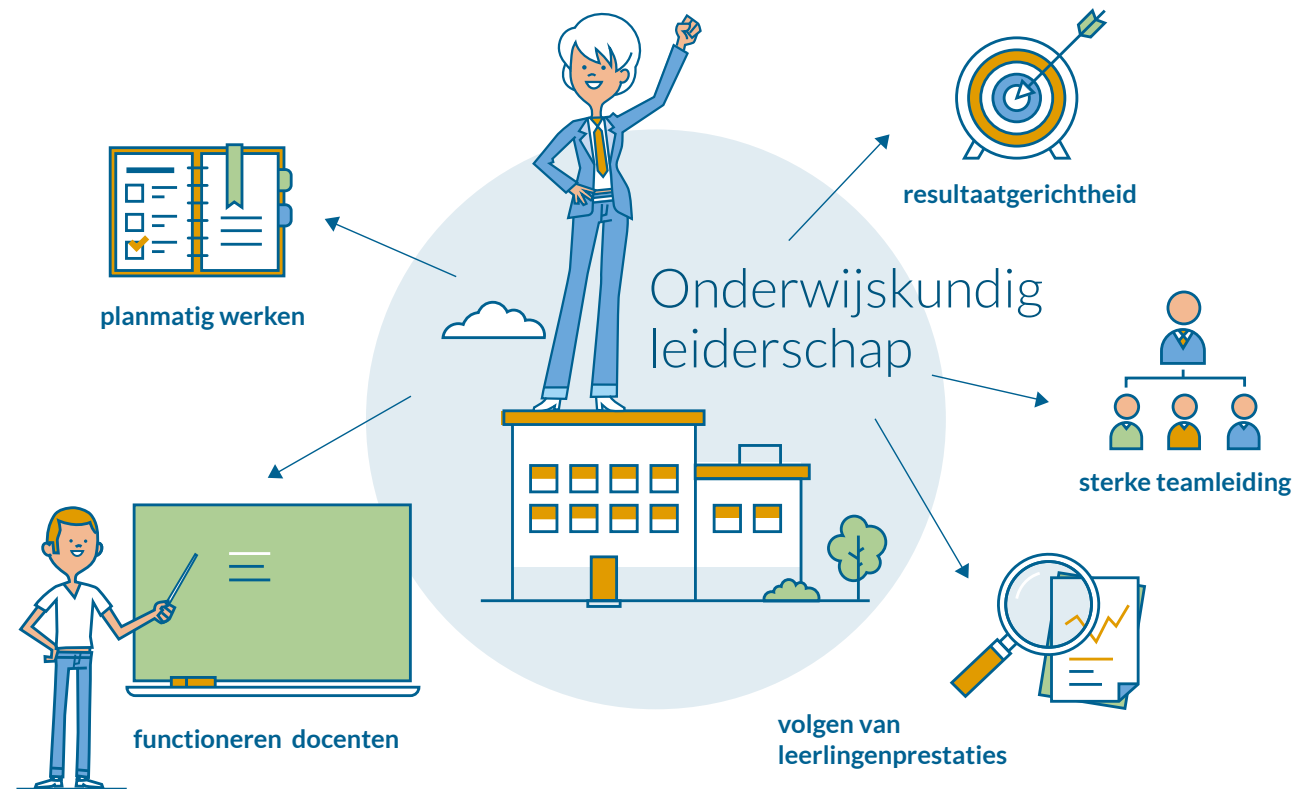 resultaatgerichtheid
Onderwijskundig
leiderschap
planmatig werken
sterke teamleiding
functioneren docenten
volgen van
leerlingenprestaties